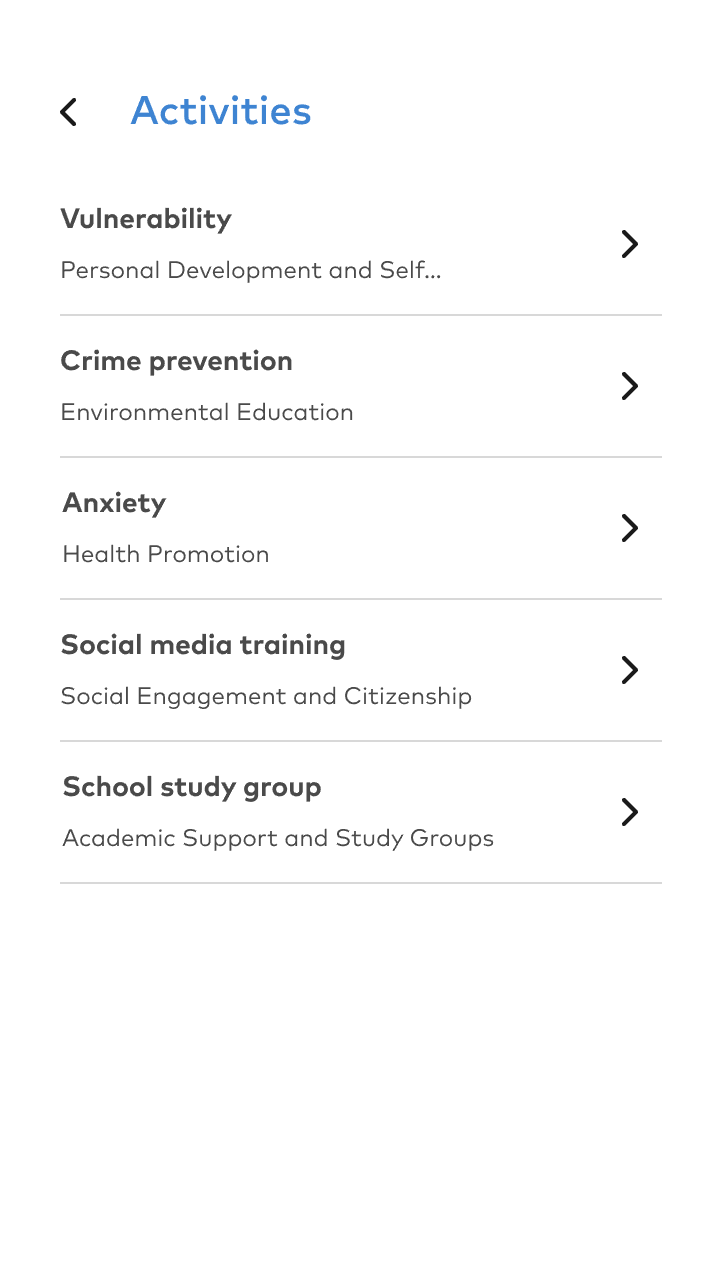 Activities
Vulnerability
Personal Development and Self...
Crime prevention
Environmental Education
Anxiety
Health Promotion
Social media training
Social Engagement and Citizenship
School study group
Academic Support and Study Groups